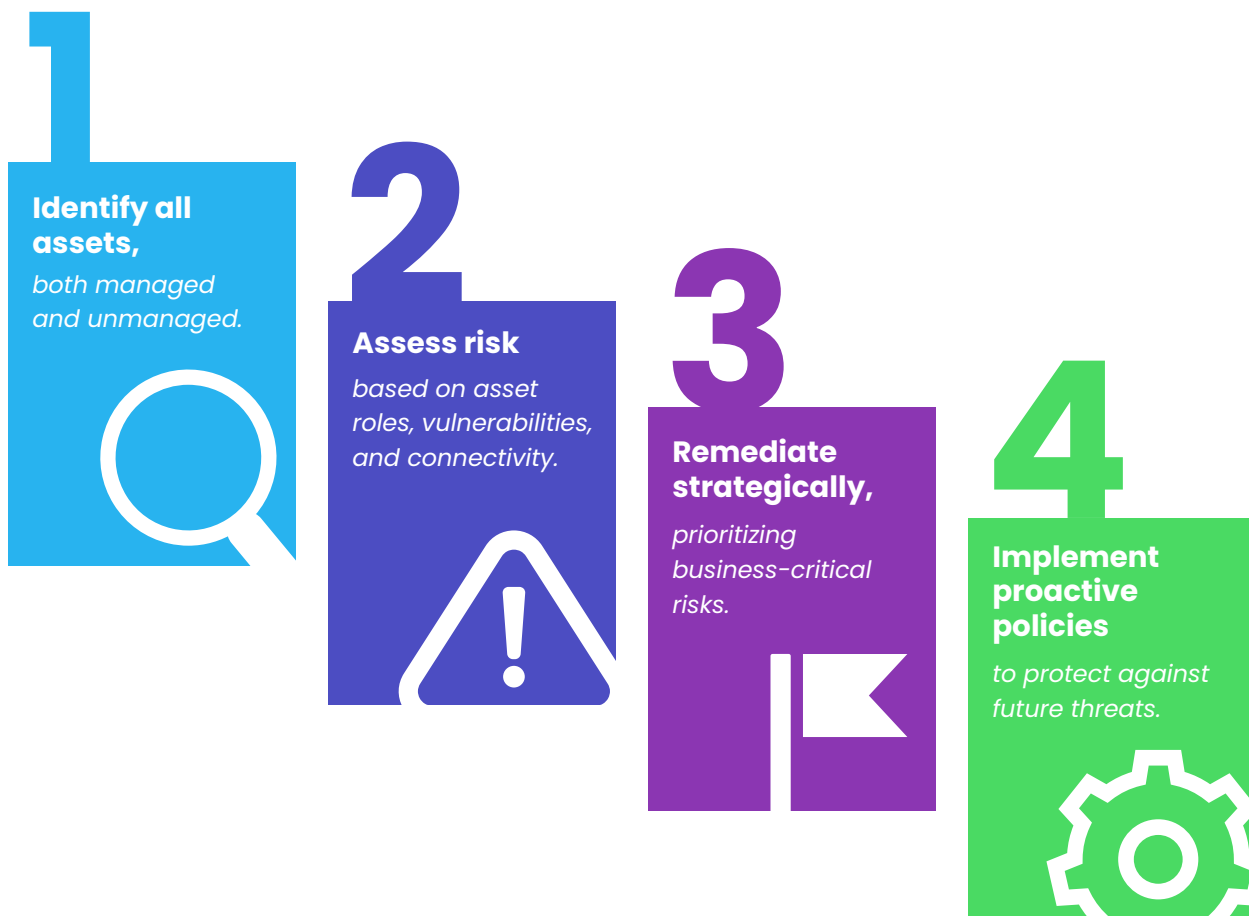 1
Identify all
assets,
both managed
and unmanaged.
2
Assess risk
based on asset
roles, vulnerabilities,
and connectivity.
3
Remediate
strategically,
prioritizing
business-critical
risks.
4
Implement
proactive
policies
to protect against
future threats.